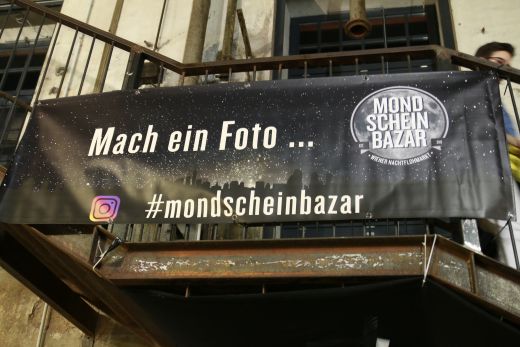 Mach ein Foto ...
#mondscheinbazar
MOND
SCHEIN
BAZAR
• WIENER NACHTFLOHMARKT •